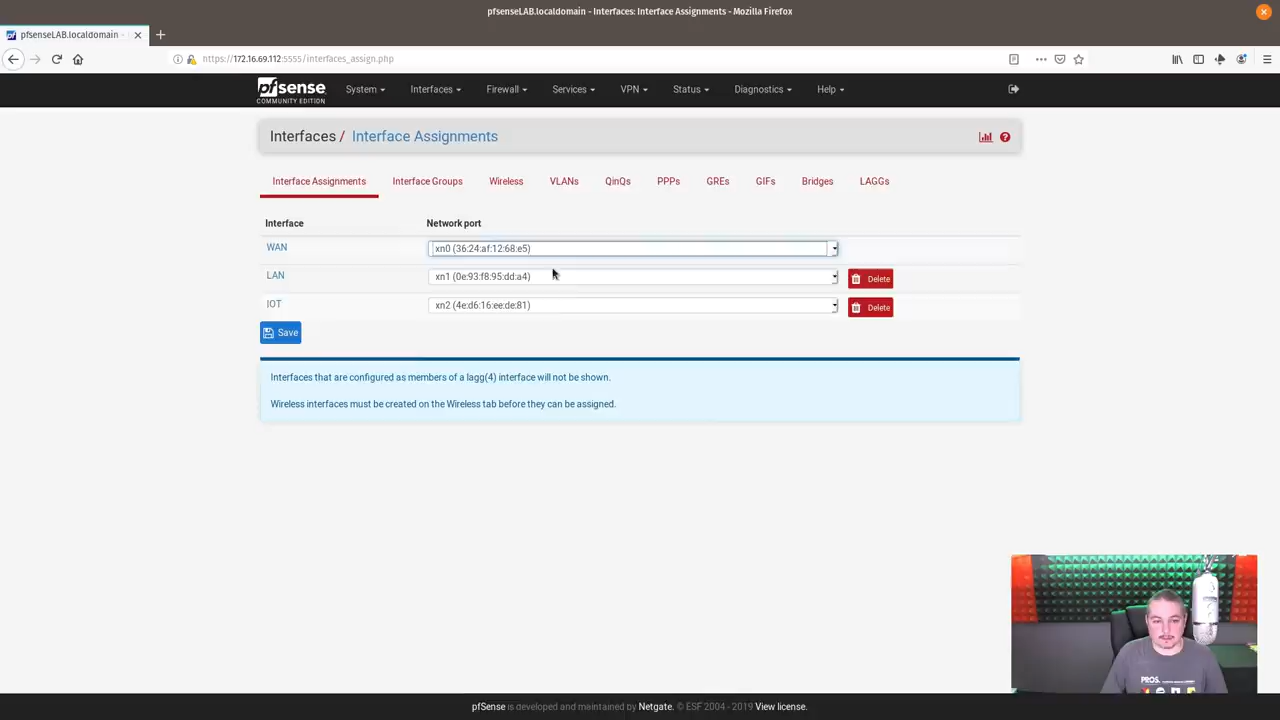 pfsenseLAB.localdomain - Interfaces: Interface Assignments - Mozilla Firefox
pfsenseLAB.localdomain -
https://172.16.69.112:5555/interfaces_assign.php
pfsense
COMMUNITY EDITION
System Interfaces Firewall Services VPN Status Diagnostics Help
Interfaces / Interface Assignments
Interface Assignments Interface Groups Wireless VLANs QinQs PPPs GREs GIFs Bridges LAGGs
Interface Network port
WAN xn0 (36:24:af:12:68:e5)
LAN xn1 (0e:93:f8:95:dd:a4) Delete
IOT xn2 (4e:d6:16:ee:de:81) Delete
Save
Interfaces that are configured as members of a lagg(4) interface will not be shown.
Wireless interfaces must be created on the Wireless tab before they can be assigned.
PROS.
pfSense is developed and maintained by Netgate. © ESF 2004 - 2019 View license.